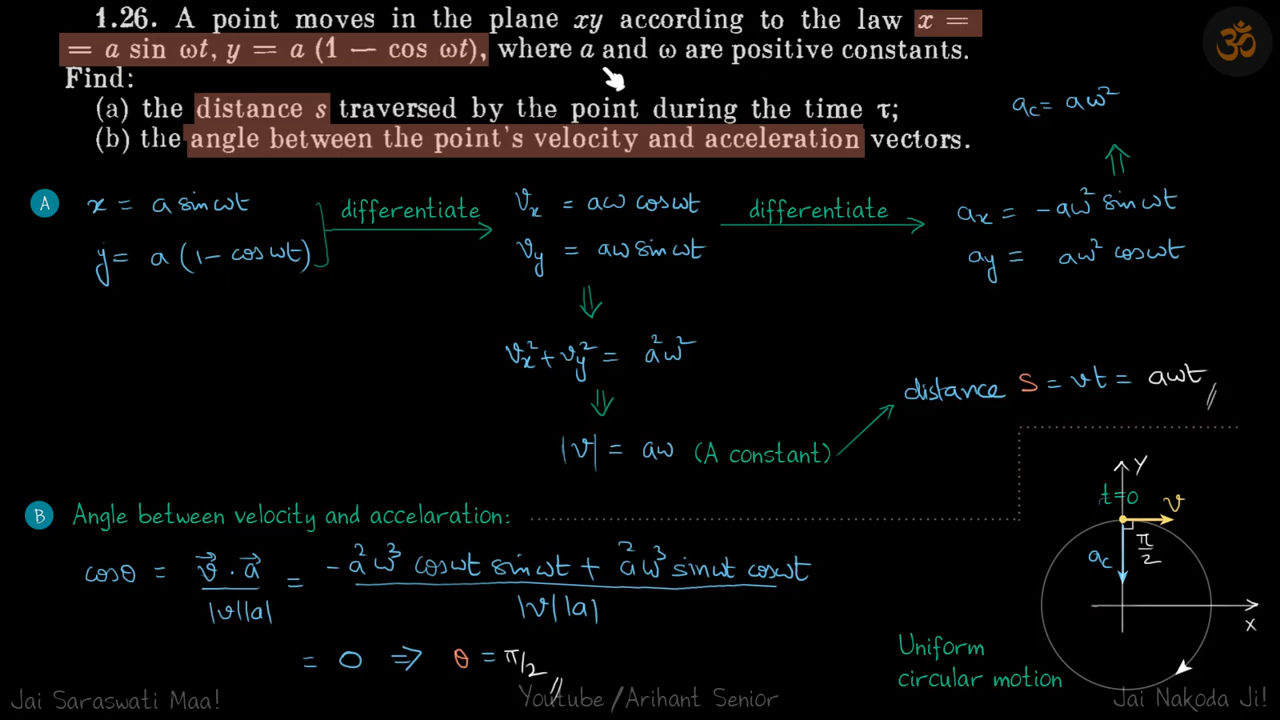 1.26. A point moves in the plane xy according to the law x =
= a sin ωt, y = a (1 — cos ωt), where a and ω are positive constants.
Find:
(a) the distance s traversed by the point during the time τ;
(b) the angle between the point's velocity and acceleration vectors.
ॐ
a_c = aω²
A
x = a sin ωt
y = a (1 - cos ωt)
differentiate
v_x = aω cos ωt
v_y = aω sin ωt
differentiate
a_x = -aω² sin ωt
a_y = aω² cos ωt
⇑
⇓
v_x² + v_y² = a²ω²
⇓
|v| = aω (A constant)
distance S = vt = aωt //
B Angle between velocity and accelaration:
cosθ = v⃗ . a⃗ / |v||a| = -a²ω³ cos ωt sin ωt + a²ω³ sin ωt cos ωt / |v||a|
= 0 ⇒ θ = π/2 //
Y
t=0
v
a_c
π/2
x
Uniform
circular motion
Jai Saraswati Maa!
Youtube /Arihant Senior
Jai Nakoda Ji!